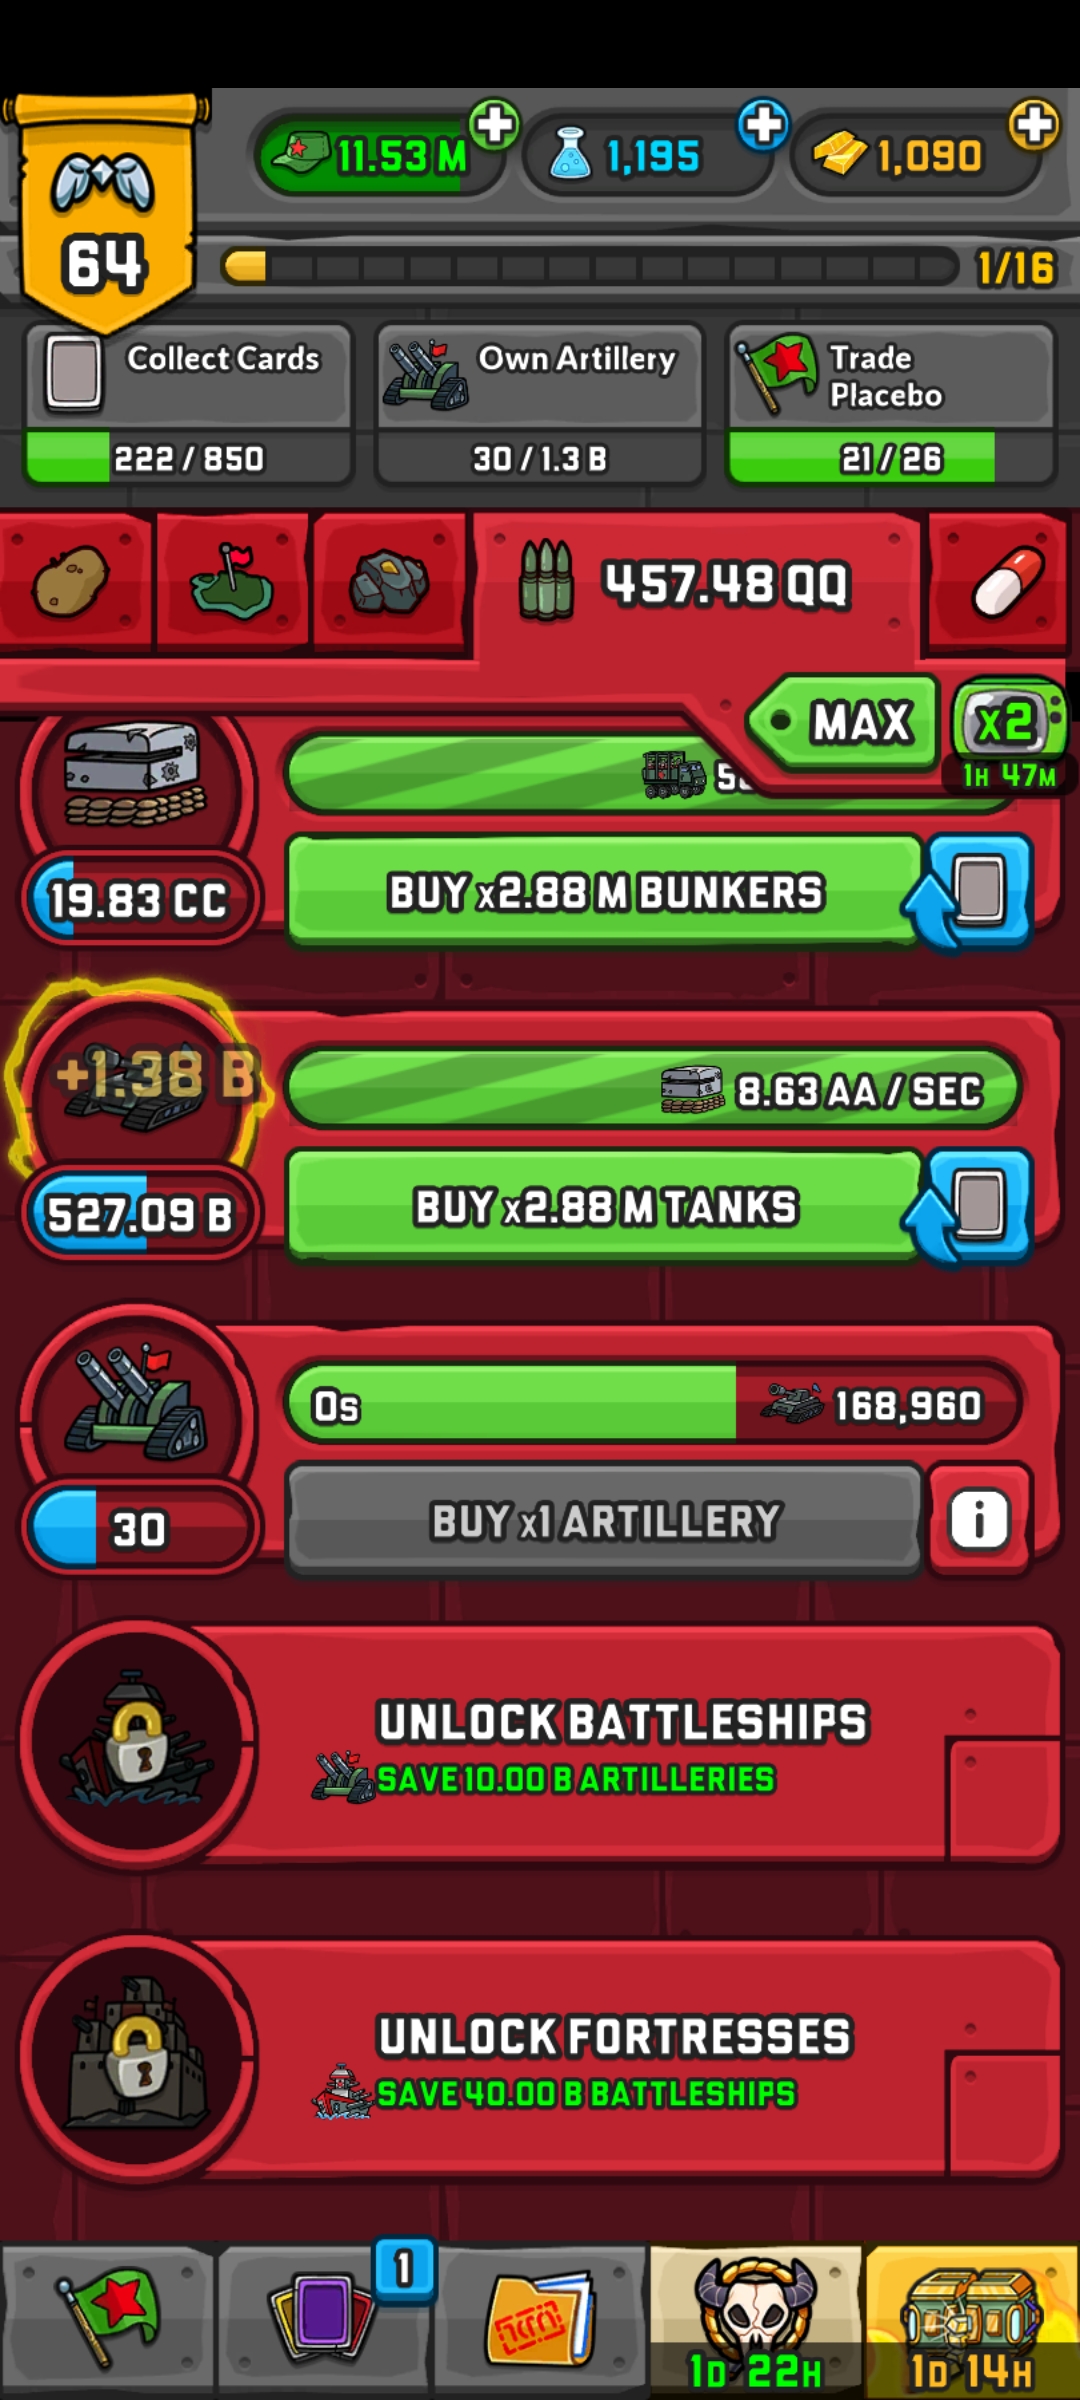 11.53 M
1,195
1,090
64
1/16
Collect Cards
Own Artillery
Trade
Placebo
222 / 850
30 / 1.3 B
21 / 26
457.48 QQ
MAX
X2
1H 47M
19.83 CC
BUY x2.88 M BUNKERS
+1.38 B
8.63 AA / SEC
527.09 B
BUY x2.88 M TANKS
0s
168,960
30
BUY x1 ARTILLERY
i
UNLOCK BATTLESHIPS
SAVE 10.00 B ARTILLERIES
UNLOCK FORTRESSES
SAVE 40.00 B BATTLESHIPS
1
1D 22H
1D 14H